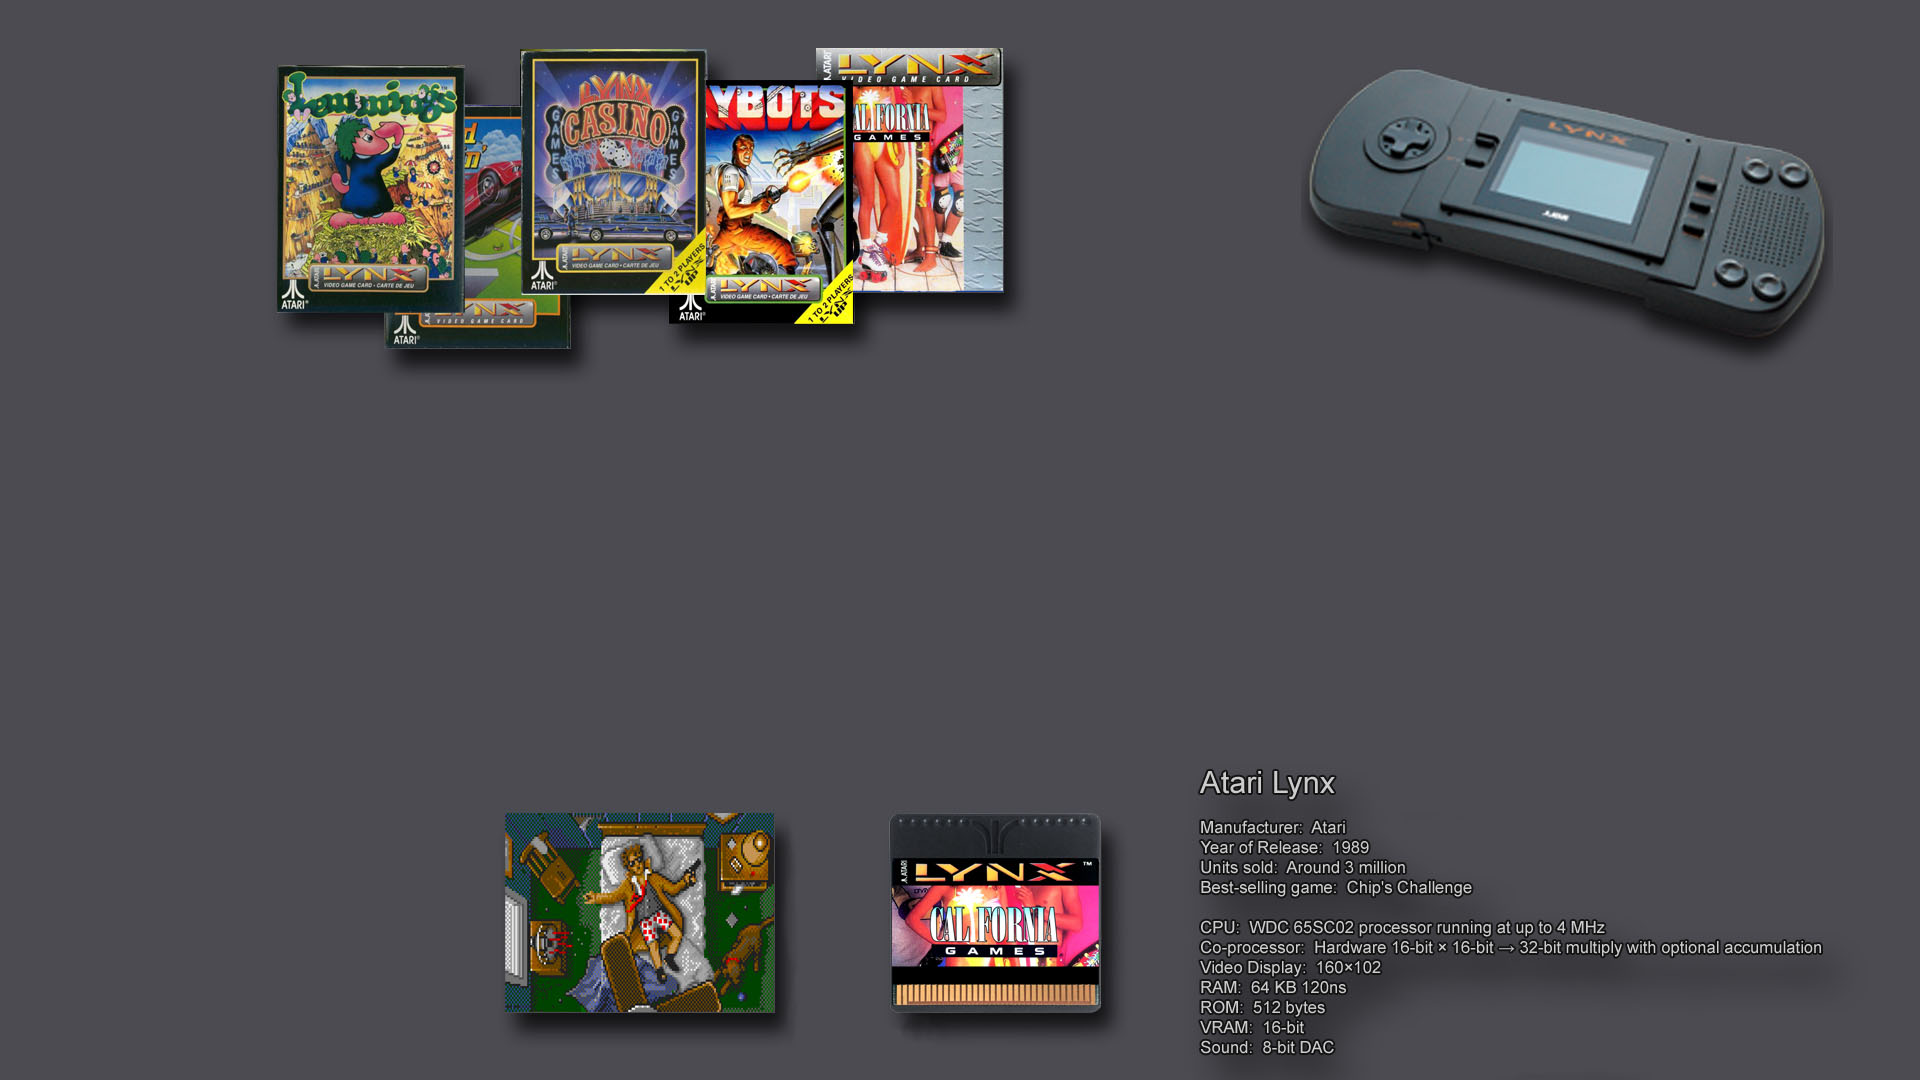 Lemmings
LYNX
VIDEO GAME CARD • CARTE DE JEU
ATARI
LYNX
VIDEO GAME CARD
ATARI
LYNX
CASINO
GAMES
GAMES
LYNX
VIDEO GAME CARD • CARTE DE JEU
ATARI
1 TO 2 PLAYERS
LYNX
YBOTS
LYNX
VIDEO GAME CARD • CARTE DE JEU
ATARI
1 TO 2 PLAYERS
LYNX
ATARI
LYNX
VIDEO GAME CARD
CALIFORNIA
GAMES
LYNX
ATARI
ATARI
LYNX™
CALIFORNIA
GAMES
Atari Lynx
Manufacturer: Atari
Year of Release: 1989
Units sold: Around 3 million
Best-selling game: Chip's Challenge
CPU: WDC 65SC02 processor running at up to 4 MHz
Co-processor: Hardware 16-bit × 16-bit → 32-bit multiply with optional accumulation
Video Display: 160×102
RAM: 64 KB 120ns
ROM: 512 bytes
VRAM: 16-bit
Sound: 8-bit DAC